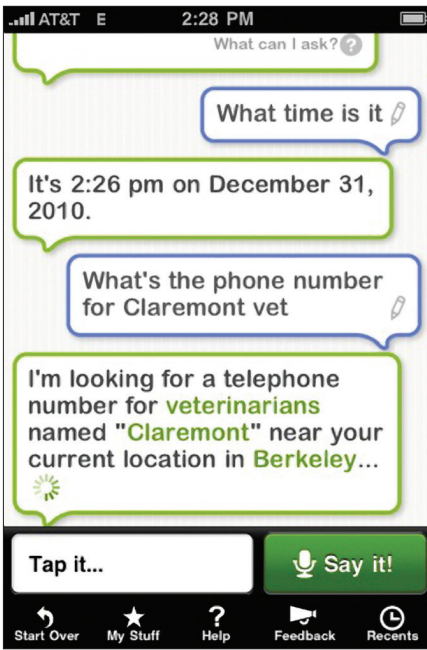 AT&T E 2:28 PM
What can I ask? ?
What time is it
It's 2:26 pm on December 31,
2010.
What's the phone number
for Claremont vet
I'm looking for a telephone
number for veterinarians
named "Claremont" near your
current location in Berkeley...
Tap it...
Say it!
Start Over My Stuff ? Help Feedback Recents